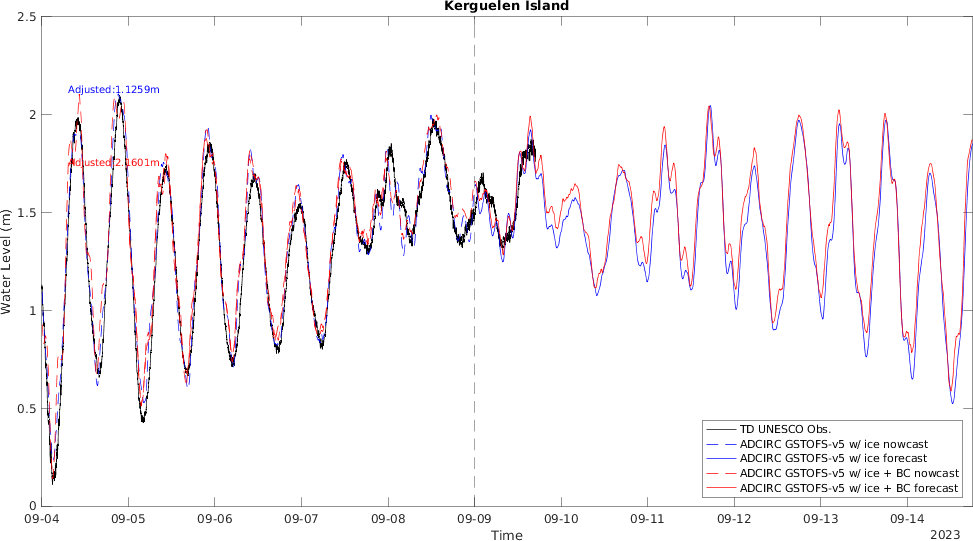 Kerguelen Island
2.5
2
1.5
1
0.5
0
Water Level (m)
Adjusted:1.1259m
Adjusted:2.1601m
TD UNESCO Obs.
ADCIRC GSTOFS-v5 w/ ice nowcast
ADCIRC GSTOFS-v5 w/ ice forecast
ADCIRC GSTOFS-v5 w/ ice + BC nowcast
ADCIRC GSTOFS-v5 w/ ice + BC forecast
09-04 09-05 09-06 09-07 09-08 09-09 09-10 09-11 09-12 09-13 09-14
Time
2023